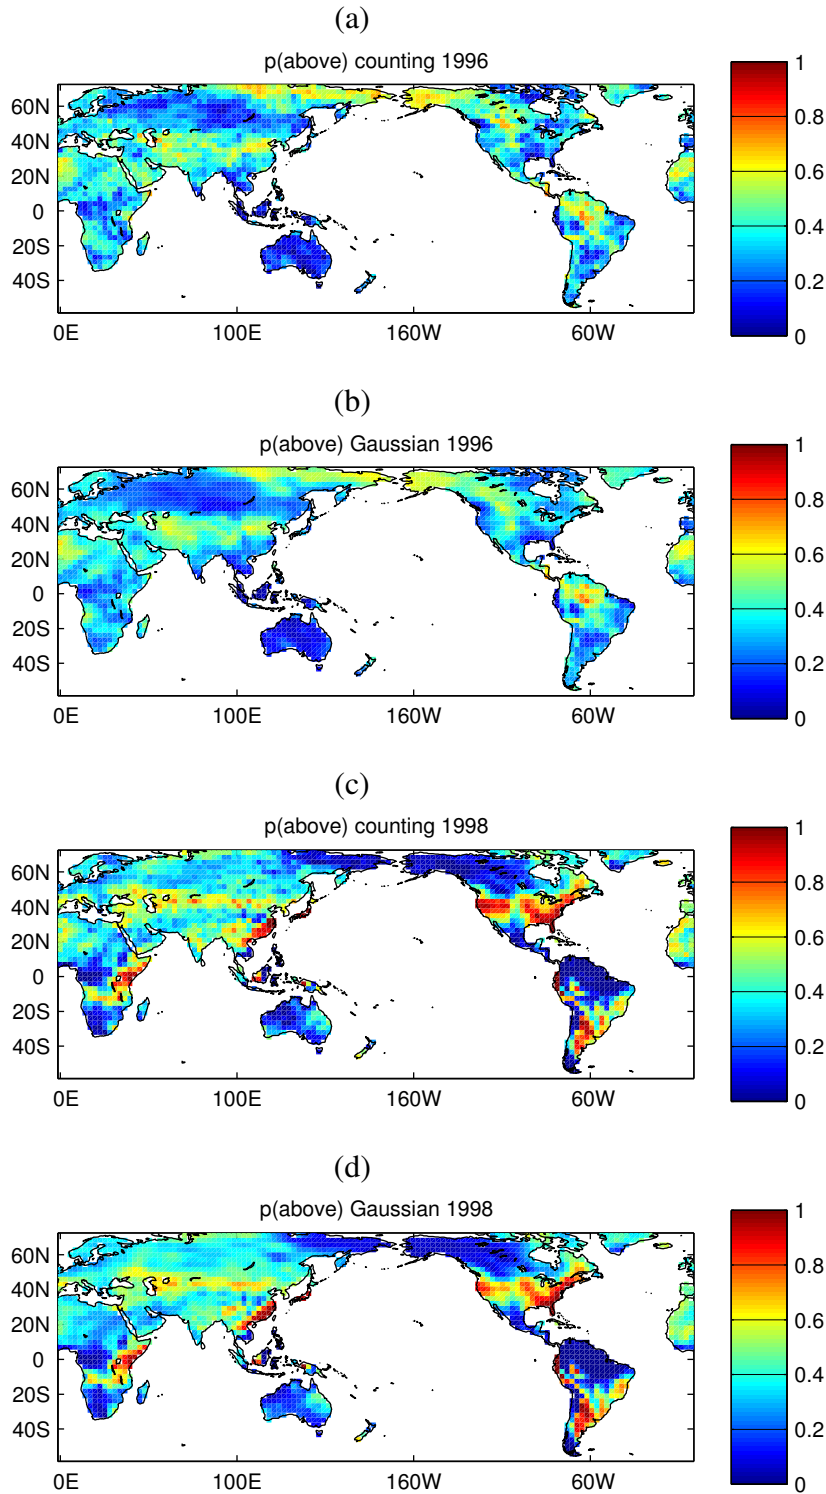 (a)
p(above) counting 1996
60N
40N
20N
0
20S
40S
0E 100E 160W 60W
1
0.8
0.6
0.4
0.2
0
(b)
p(above) Gaussian 1996
60N
40N
20N
0
20S
40S
0E 100E 160W 60W
1
0.8
0.6
0.4
0.2
0
(c)
p(above) counting 1998
60N
40N
20N
0
20S
40S
0E 100E 160W 60W
1
0.8
0.6
0.4
0.2
0
(d)
p(above) Gaussian 1998
60N
40N
20N
0
20S
40S
0E 100E 160W 60W
1
0.8
0.6
0.4
0.2
0